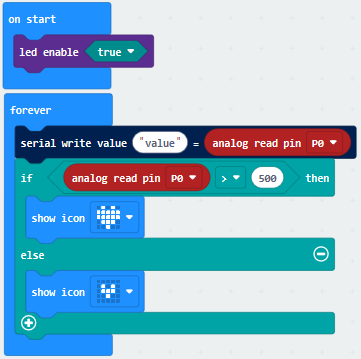 on start
led enable true
forever
serial write value "value" = analog read pin P0
if analog read pin P0 > 500 then
show icon
else
show icon